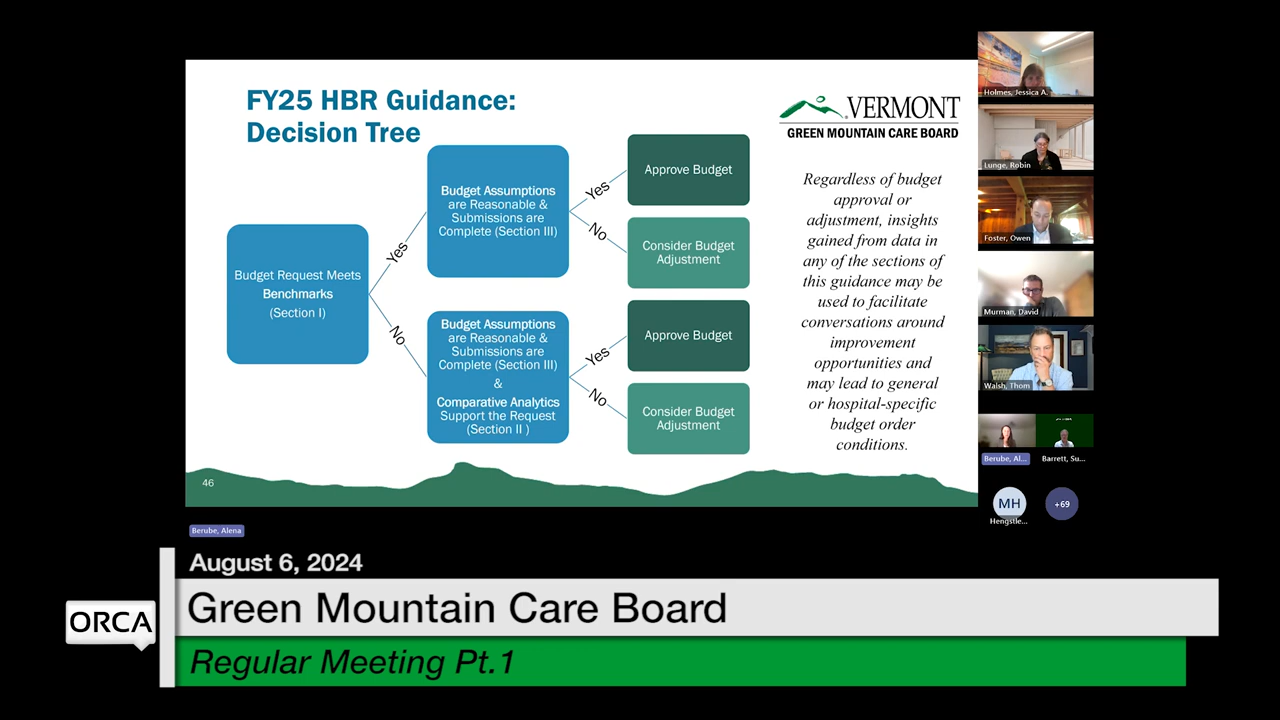 FY25 HBR Guidance:
Decision Tree
VERMONT
GREEN MOUNTAIN CARE BOARD
Budget Request Meets
Benchmarks
(Section I)
Yes
No
Budget Assumptions
are Reasonable &
Submissions are
Complete (Section III)
Yes
No
Approve Budget
Consider Budget
Adjustment
Budget Assumptions
are Reasonable &
Submissions are
Complete (Section III)
&
Comparative Analytics
Support the Request
(Section II )
Yes
No
Approve Budget
Consider Budget
Adjustment
Regardless of budget
approval or
adjustment, insights
gained from data in
any of the sections of
this guidance may be
used to facilitate
conversations around
improvement
opportunities and
may lead to general
or hospital-specific
budget order
conditions.
46
Holmes, Jessica A.
Lunge, Robin
Foster, Owen
Murman, David
Walsh, Thom
Berube, Al...
Barrett, Su...
MH
Hengstle...
+69
Berube, Alena
August 6, 2024
ORCA
Green Mountain Care Board
Regular Meeting Pt.1